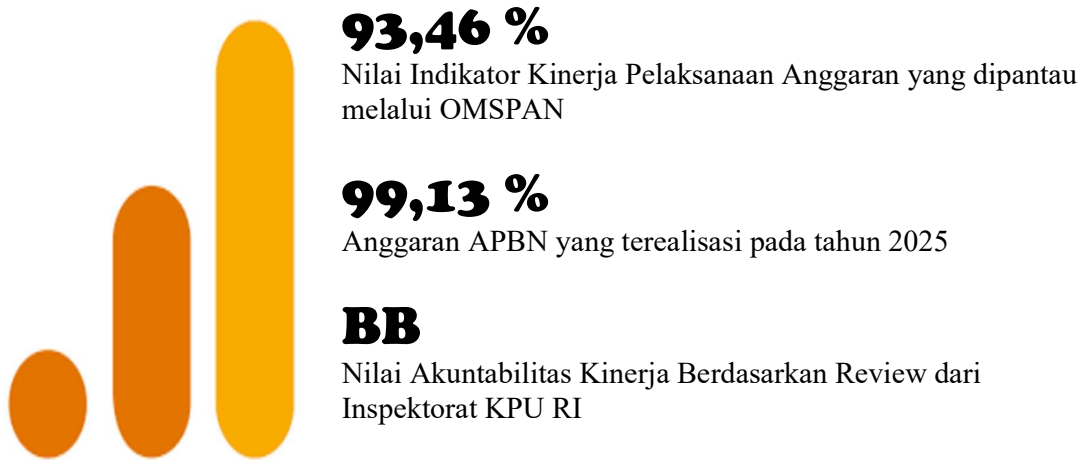 93,46 %
Nilai Indikator Kinerja Pelaksanaan Anggaran yang dipantau
melalui OMSPAN
99,13 %
Anggaran APBN yang terealisasi pada tahun 2025
BB
Nilai Akuntabilitas Kinerja Berdasarkan Review dari
Inspektorat KPU RI